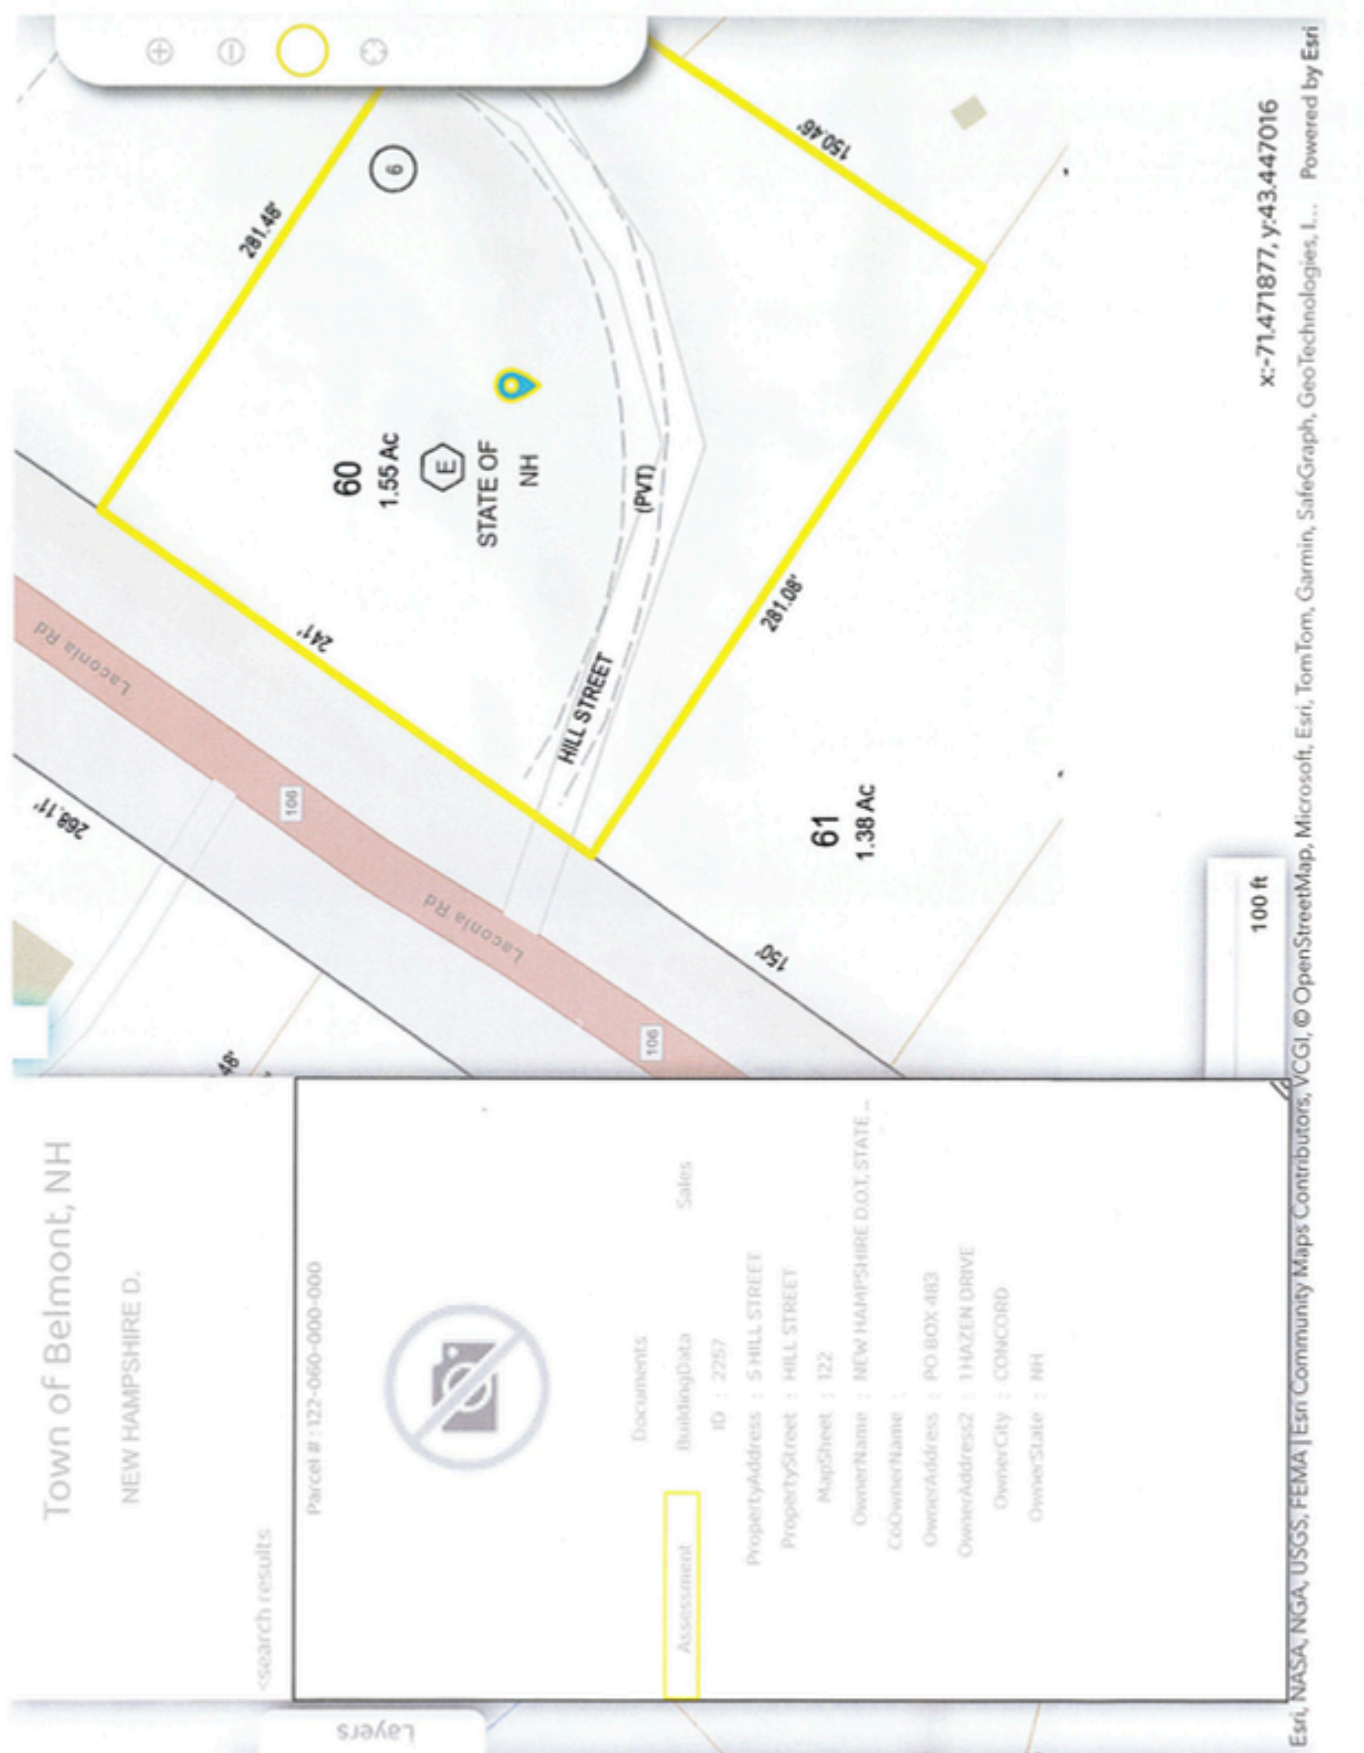 Town of Belmont, NH
NEW HAMPSHIRE D.
<search results
Layers
Parcel # : 122-060-000-000
Documents
Assessment BuildingData Sales
ID : 2257
PropertyAddress : 5 HILL STREET
PropertyStreet : HILL STREET
MapSheet : 122
OwnerName : NEW HAMPSHIRE D.O.T, STATE ..
CoOwnerName :
OwnerAddress : PO BOX 483
OwnerAddress2 : 1 HAZEN DRIVE
OwnerCity : CONCORD
OwnerState : NH
268.11'
Laconia Rd
281.48'
6
241'
60
1.55 Ac
E
STATE OF
NH
106
Laconia Rd
48'
HILL STREET
(PVT)
106
150.46'
281.08'
150'
61
1.38 Ac
100 ft
x:-71.471877, y:43.447016
Esri, NASA, NGA, USGS, FEMA | Esri Community Maps Contributors, VCGI, © OpenStreetMap, Microsoft, Esri, TomTom, Garmin, SafeGraph, GeoTechnologies, I... Powered by Esri